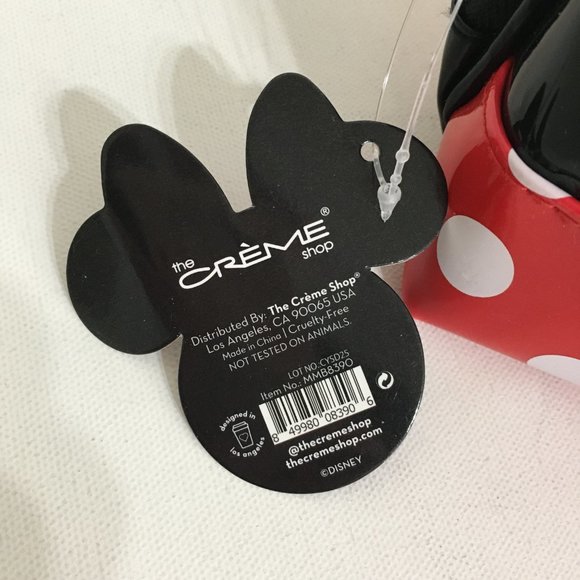 the
CRÈME®
shop
Distributed By: The Crème Shop®
Los Angeles, CA 90065 USA
Made in China | Cruelty-Free
NOT TESTED ON ANIMALS.
LOT NO.: CYSD25
Item No.: MMB8390
8 49980 08390 6
designed in
los angeles
@thecremeshop
thecremeshop.com
©DISNEY